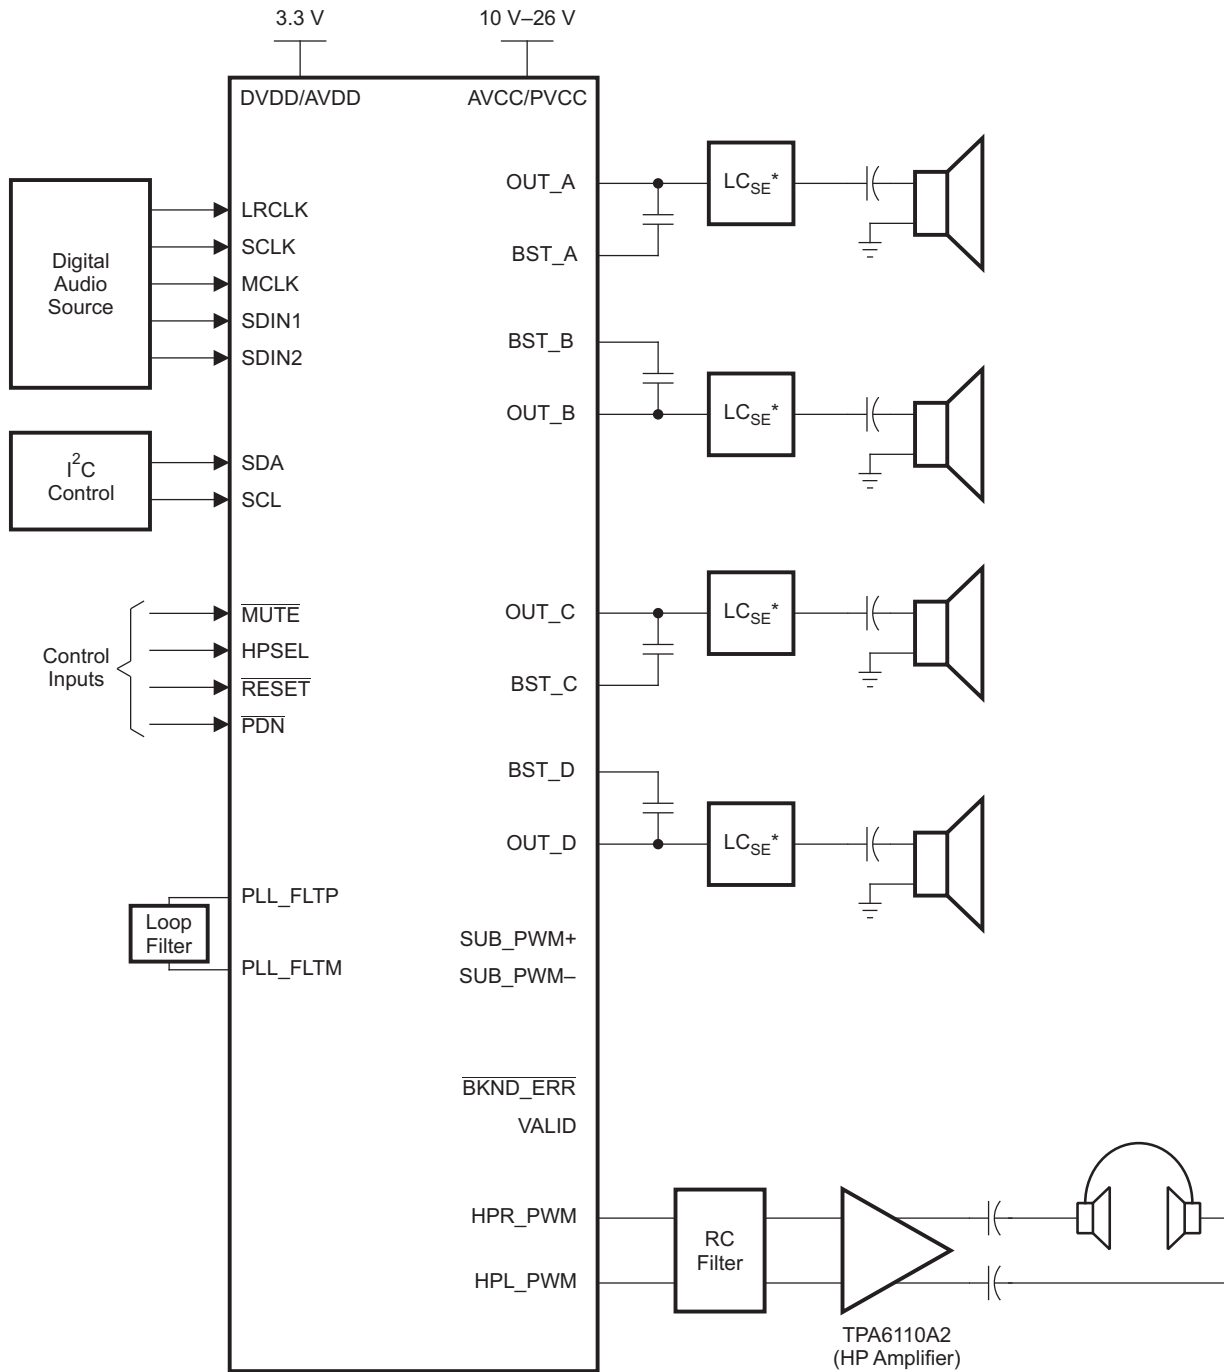 3.3 V
10 V–26 V
DVDD/AVDD
AVCC/PVCC
Digital
Audio
Source
LRCLK
SCLK
MCLK
SDIN1
SDIN2
I²C
Control
SDA
SCL
Control
Inputs
MUTE
HPSEL
RESET
PDN
Loop
Filter
PLL_FLTP
PLL_FLTM
OUT_A
LCSE*
BST_A
BST_B
OUT_B
LCSE*
OUT_C
LCSE*
BST_C
BST_D
OUT_D
LCSE*
SUB_PWM+
SUB_PWM–
BKND_ERR
VALID
HPR_PWM
HPL_PWM
RC
Filter
TPA6110A2
(HP Amplifier)